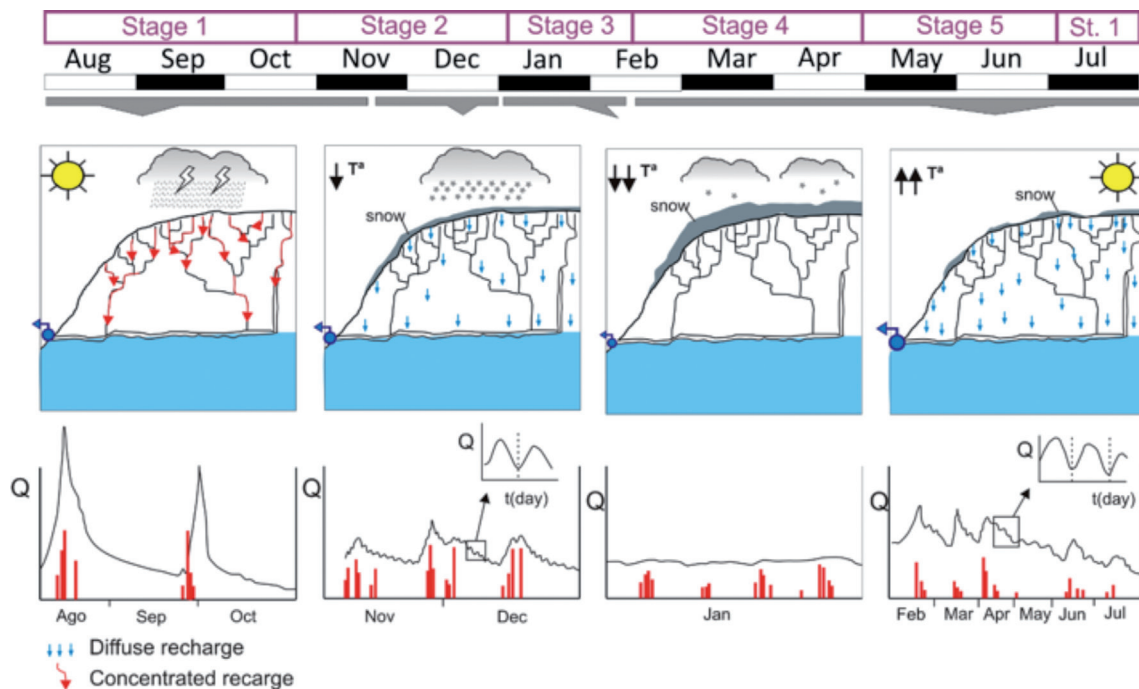 Stage 1 Stage 2 Stage 3 Stage 4 Stage 5 St. 1
Aug Sep Oct Nov Dec Jan Feb Mar Apr May Jun Jul
Tª Tª Tª
snow snow snow
Q t(day) Q t(day)
Q Q Q Q
Ago Sep Oct Nov Dec Jan Feb Mar Apr May Jun Jul
Diffuse recharge
Concentrated recarge